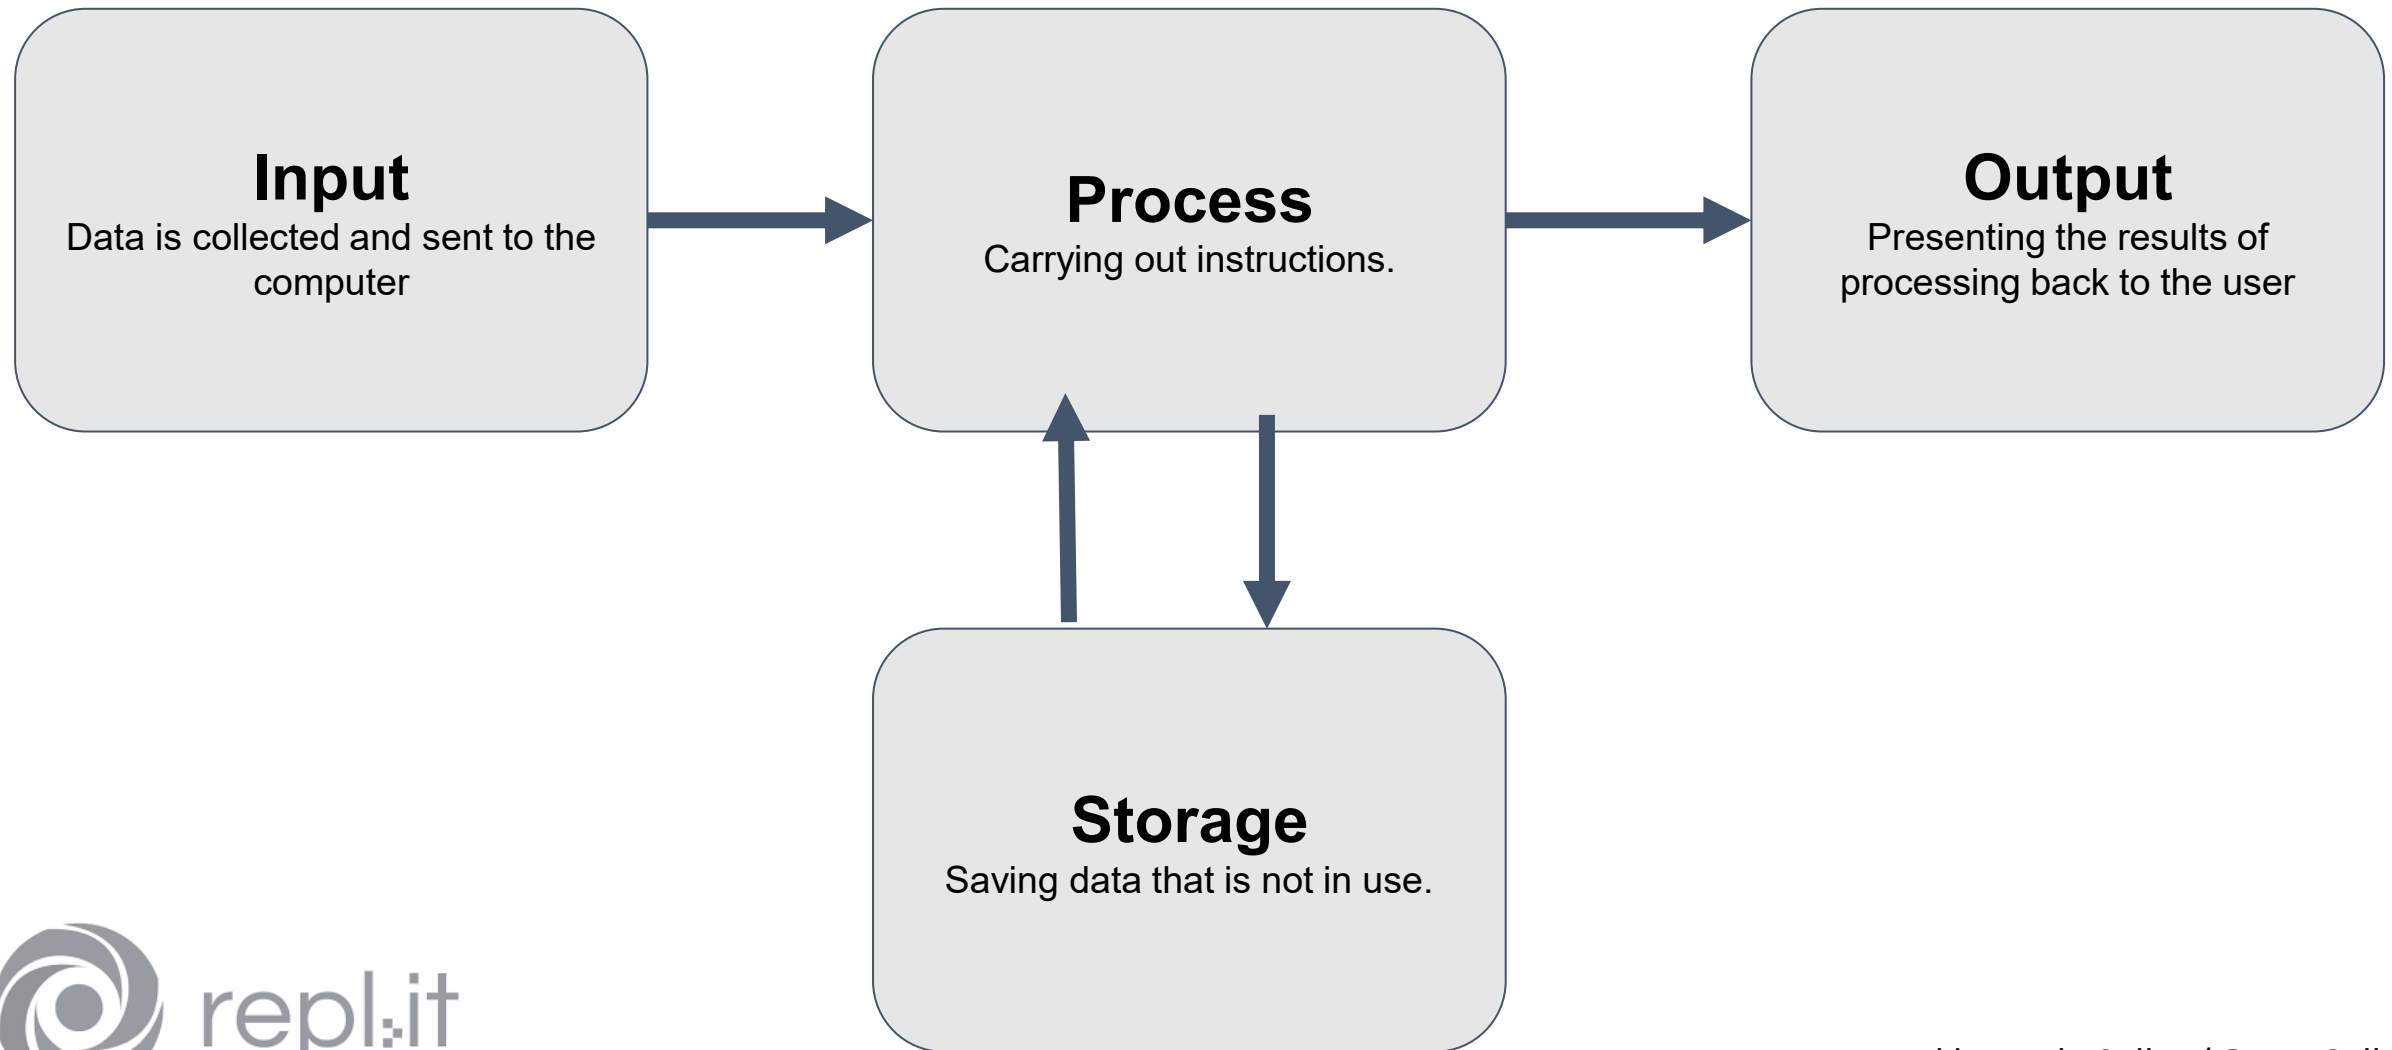 Input
Data is collected and sent to the
computer
Process
Carrying out instructions.
Output
Presenting the results of
processing back to the user
Storage
Saving data that is not in use.
repl.it